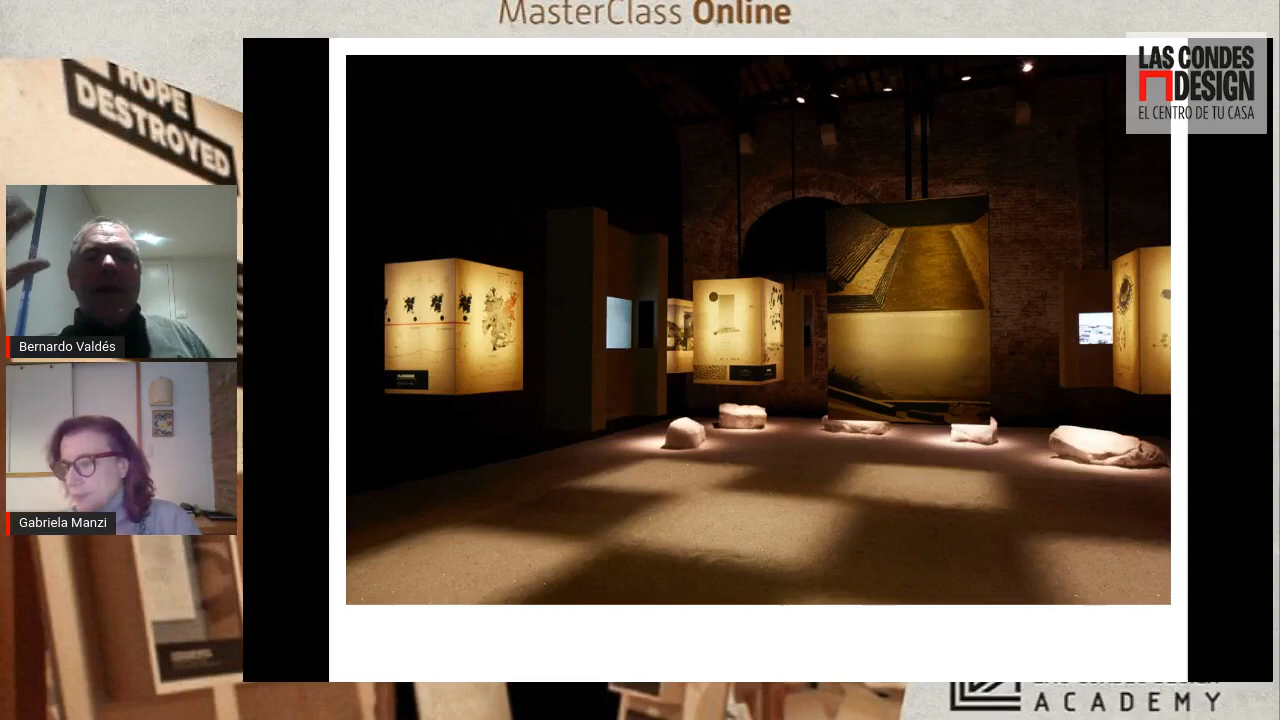 MasterClass Online
LAS CONDES
DESIGN
EL CENTRO DE TU CASA
HOPE
DESTROYED
Bernardo Valdés
Gabriela Manzi
ACADEMY